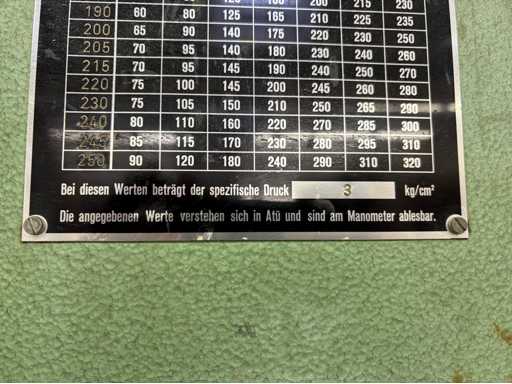 190 60 80 125 165 210 225 235
200 65 90 140 175 220 230 250
205 70 95 140 180 230 240 260
215 70 95 145 190 240 250 270
220 75 100 145 200 245 260 280
230 75 105 150 210 250 265 290
240 80 110 160 220 270 285 300
245 85 115 170 230 280 295 310
250 90 120 180 240 290 310 320
Bei diesen Werten beträgt der spezifische Druck 3 kg/cm²
Die angegebenen Werte verstehen sich in Atü und sind am Manometer ablesbar.